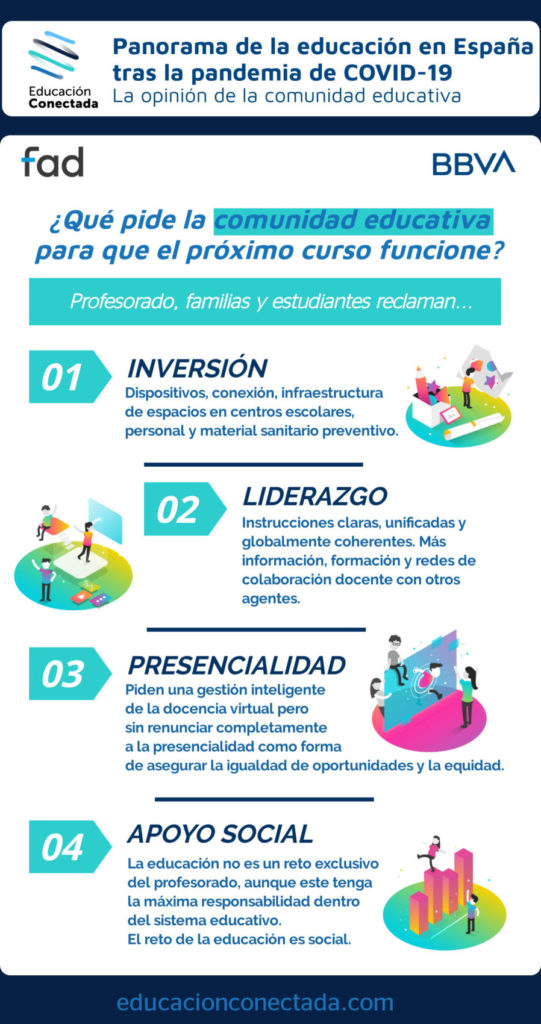 Educación
Conectada
Panorama de la educación en España
tras la pandemia de COVID-19
La opinión de la comunidad educativa
fad
BBVA
¿Qué pide la comunidad educativa
para que el próximo curso funcione?
Profesorado, familias y estudiantes reclaman...
01
INVERSIÓN
Dispositivos, conexión, infraestructura
de espacios en centros escolares,
personal y material sanitario preventivo.
02
LIDERAZGO
Instrucciones claras, unificadas y
globalmente coherentes. Más
información, formación y redes de
colaboración docente con otros
agentes.
03
PRESENCIALIDAD
Piden una gestión inteligente
de la docencia virtual pero
sin renunciar completamente
a la presencialidad como forma
de asegurar la igualdad de oportunidades y la equidad.
04
APOYO SOCIAL
La educación no es un reto exclusivo
del profesorado, aunque este tenga
la máxima responsabilidad dentro
del sistema educativo.
El reto de la educación es social.
educacionconectada.com